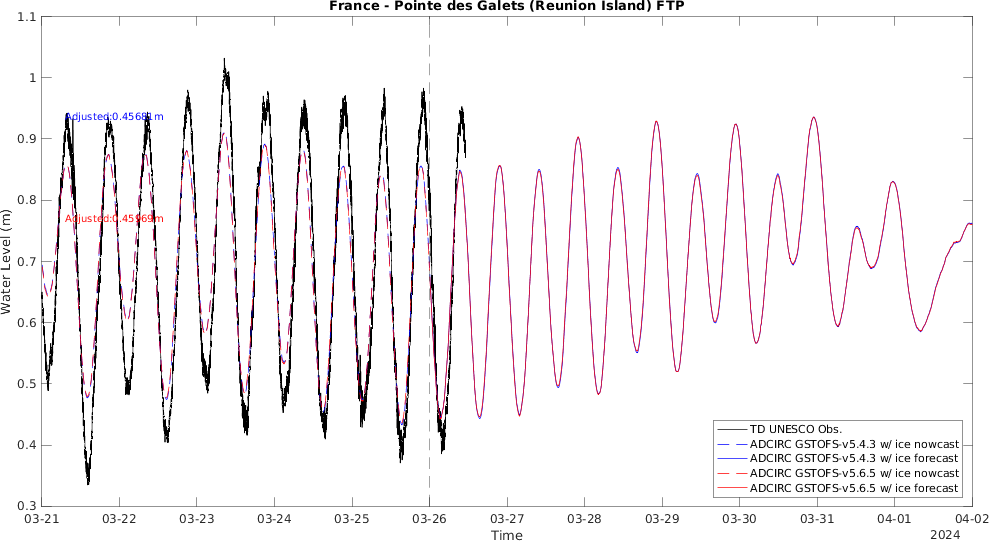 France - Pointe des Galets (Reunion Island) FTP
1.1
1
0.9
0.8
0.7
0.6
0.5
0.4
0.3
Water Level (m)
Adjusted:0.45681m
Adjusted:0.45969m
TD UNESCO Obs.
ADCIRC GSTOFS-v5.4.3 w/ ice nowcast
ADCIRC GSTOFS-v5.4.3 w/ ice forecast
ADCIRC GSTOFS-v5.6.5 w/ ice nowcast
ADCIRC GSTOFS-v5.6.5 w/ ice forecast
03-21 03-22 03-23 03-24 03-25 03-26 03-27 03-28 03-29 03-30 03-31 04-01 04-02
Time
2024